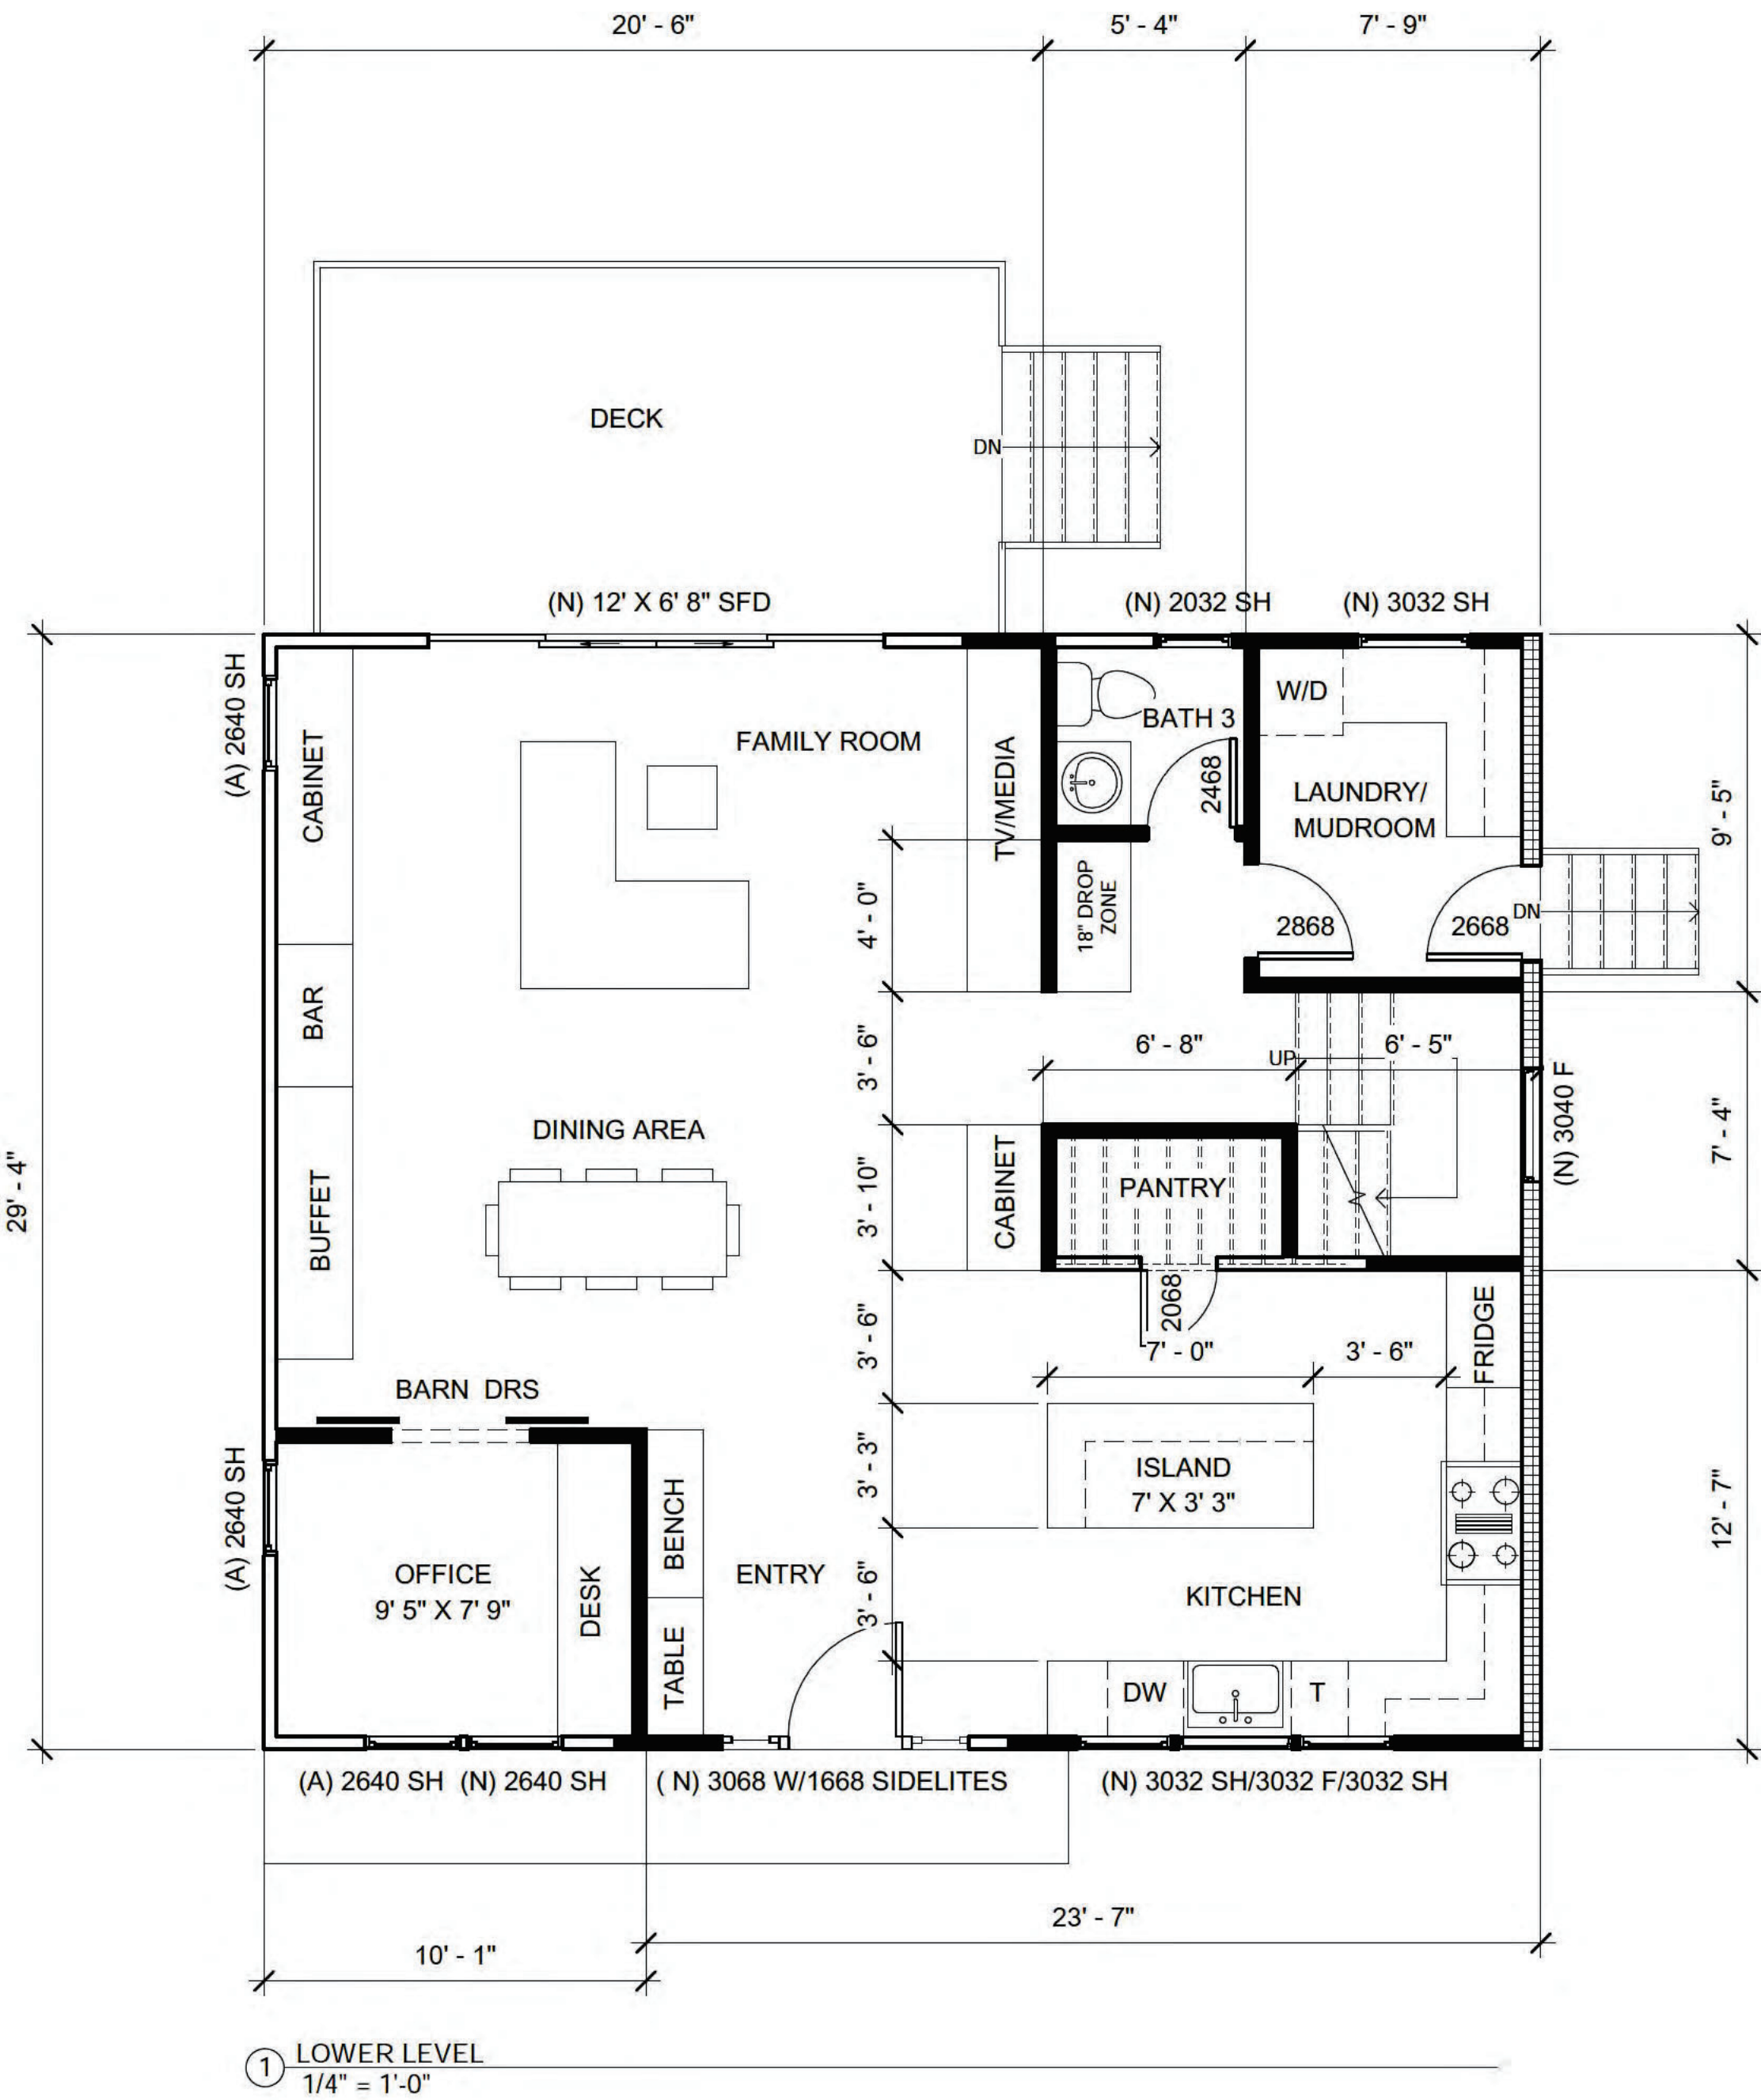 20' - 6"
5' - 4"
7' - 9"
DECK
DN
(N) 12' X 6' 8" SFD
(N) 2032 SH
(N) 3032 SH
(A) 2640 SH
CABINET
FAMILY ROOM
TV/MEDIA
BATH 3
2468
W/D
LAUNDRY/
MUDROOM
9' - 5"
4' - 0"
18" DROP
ZONE
2868
2668
DN
BAR
3' - 6"
6' - 8"
UP
6' - 5"
(N) 3040 F
7' - 4"
29' - 4"
DINING AREA
BUFFET
3' - 10"
CABINET
PANTRY
2068
3' - 6"
7' - 0"
3' - 6"
FRIDGE
BARN DRS
(A) 2640 SH
3' - 3"
ISLAND
7' X 3' 3"
12' - 7"
OFFICE
9' 5" X 7' 9"
DESK
BENCH
TABLE
ENTRY
3' - 6"
KITCHEN
DW
T
(A) 2640 SH
(N) 2640 SH
( N) 3068 W/1668 SIDELITES
(N) 3032 SH/3032 F/3032 SH
23' - 7"
10' - 1"
1
LOWER LEVEL
1/4" = 1'-0"